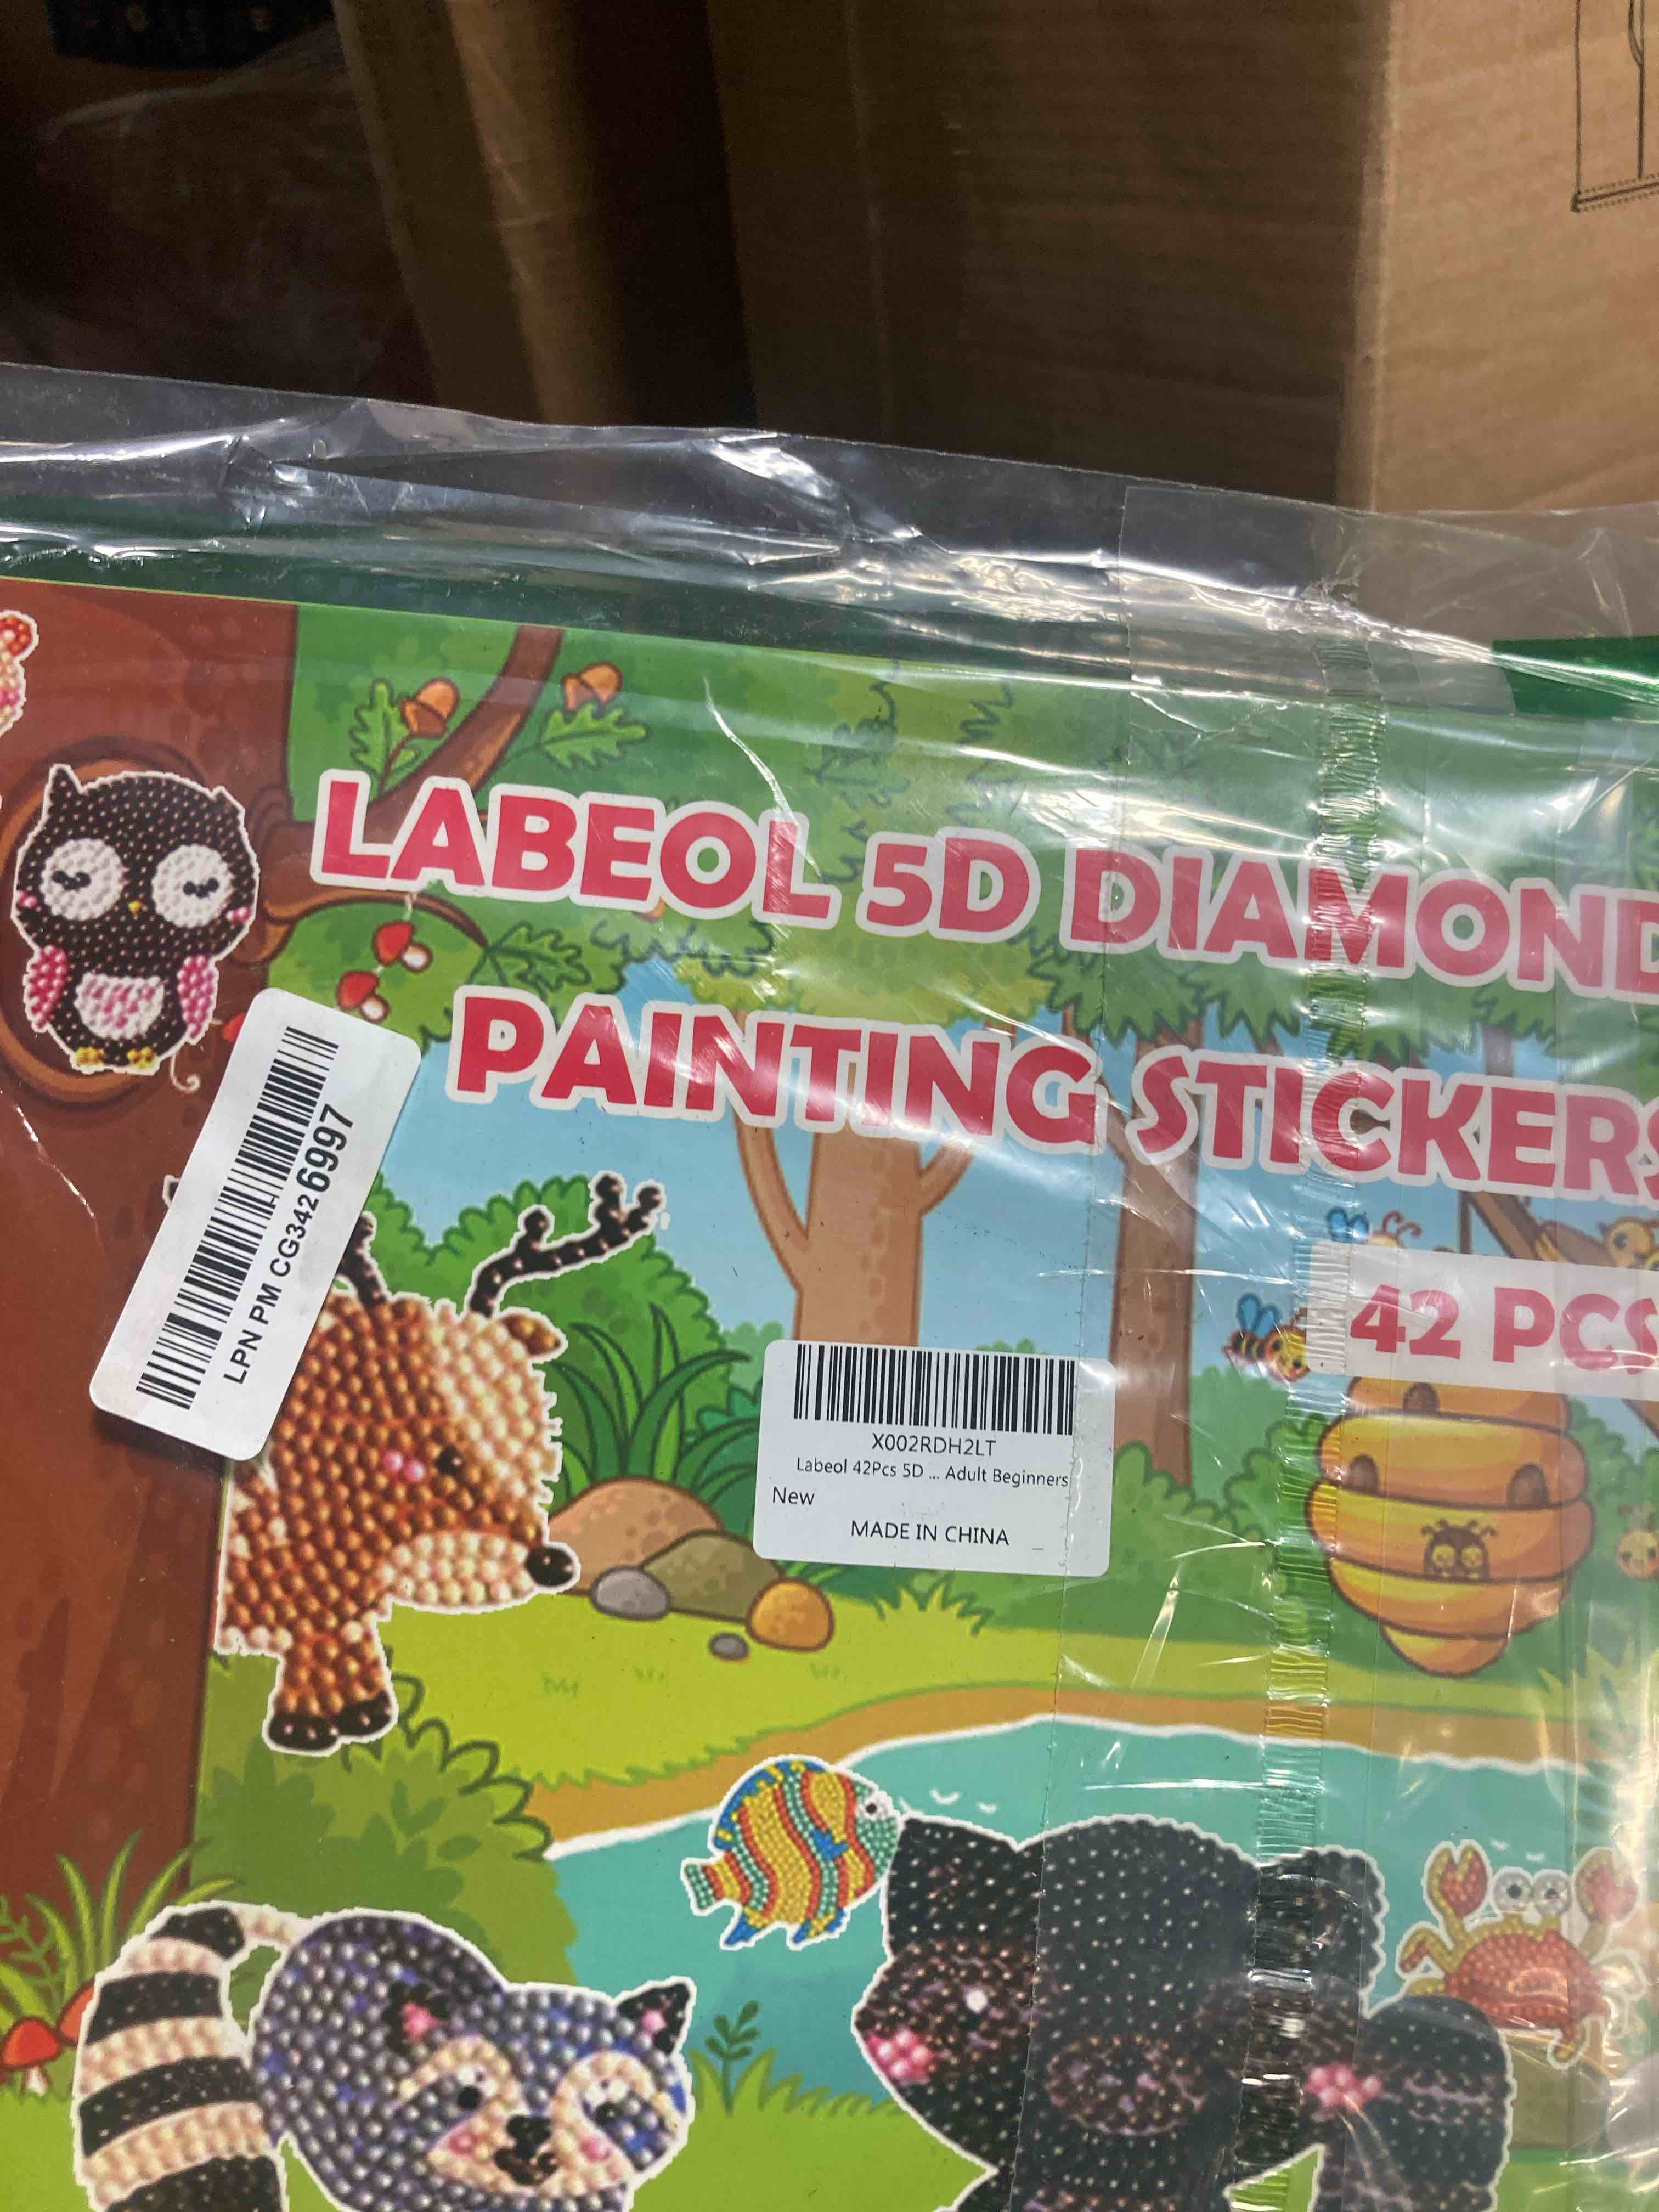 LABEOL 5D DIAMOND
PAINTING STICKERS
LPN PM CG3426997
42 PCS
X002RDH2LT
Labeol 42Pcs 5D ... Adult Beginners
New
MADE IN CHINA